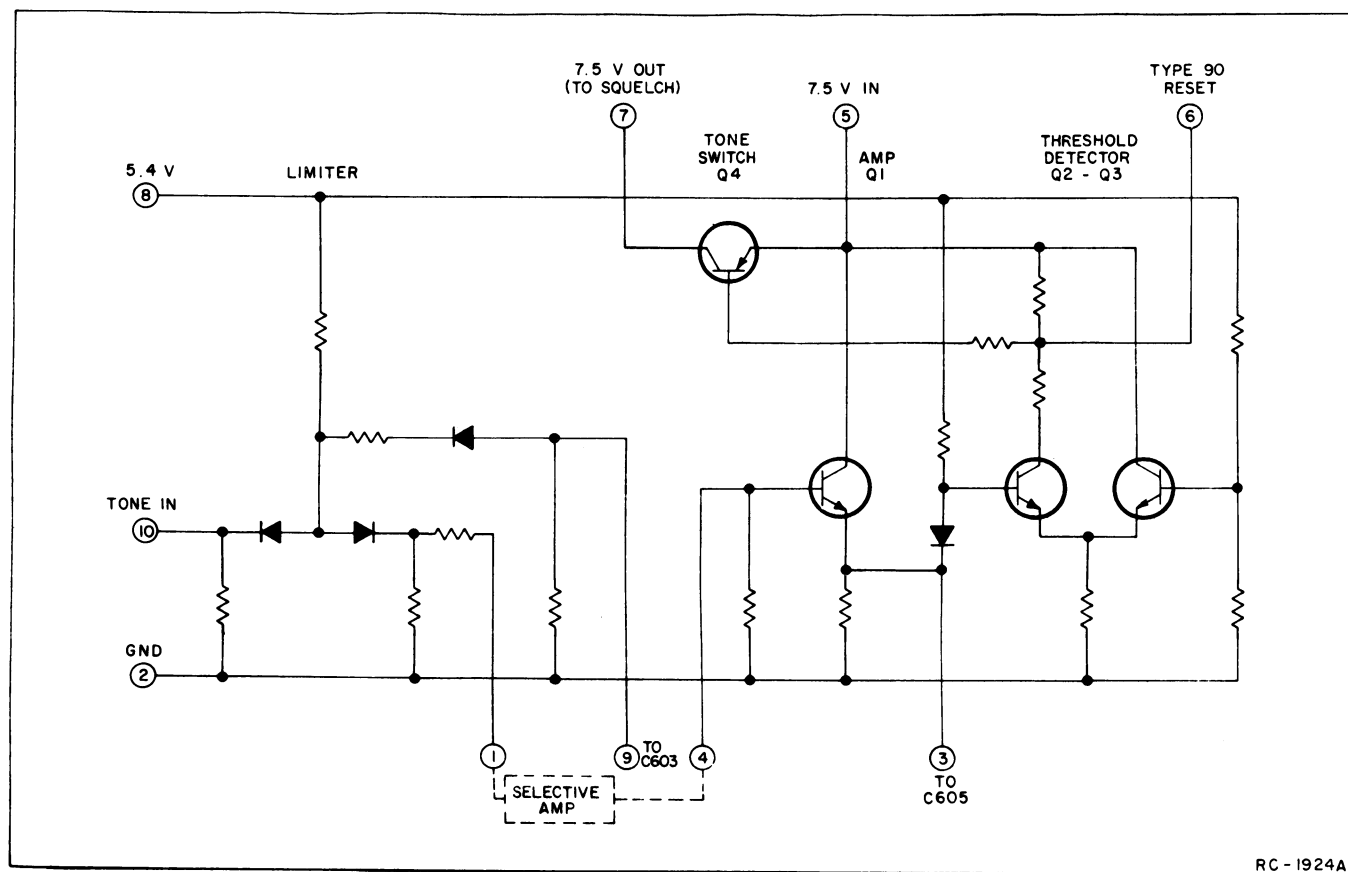 7.5 V OUT
(TO SQUELCH)
7
7.5 V IN
5
TYPE 90
RESET
6
TONE
SWITCH
Q4
AMP
Q1
THRESHOLD
DETECTOR
Q2 - Q3
5.4 V
8
LIMITER
TONE IN
10
GND
2
1
9
TO
C603
4
3
TO
C605
SELECTIVE
AMP
RC-1924A